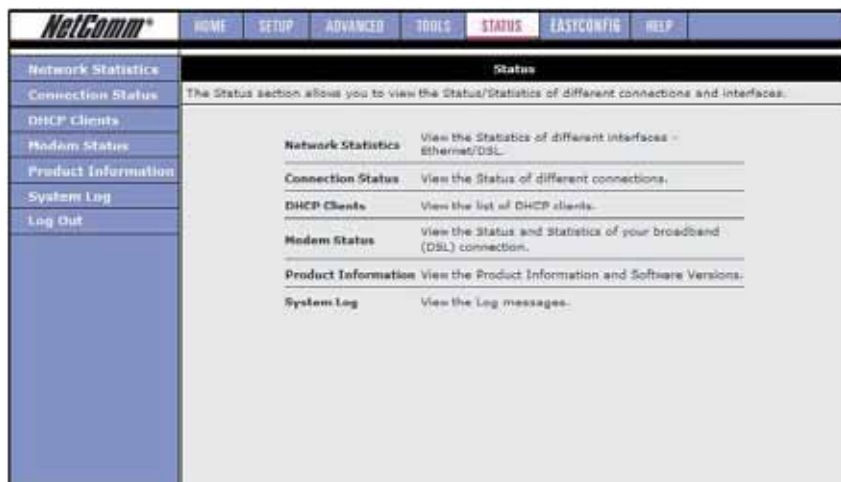 NetComm®
HOME SETUP ADVANCED TOOLS STATUS EASYCONFIG HELP
Network Statistics
Connection Status
DHCP Clients
Modem Status
Product Information
System Log
Log Out
Status
The Status section allows you to view the Status/Statistics of different connections and interfaces.
Network Statistics View the Statistics of different interfaces -
Ethernet/DSL.
Connection Status View the Status of different connections.
DHCP Clients View the list of DHCP clients.
Modem Status View the Status and Statistics of your broadband
(DSL) connection.
Product Information View the Product Information and Software Versions.
System Log View the Log messages.